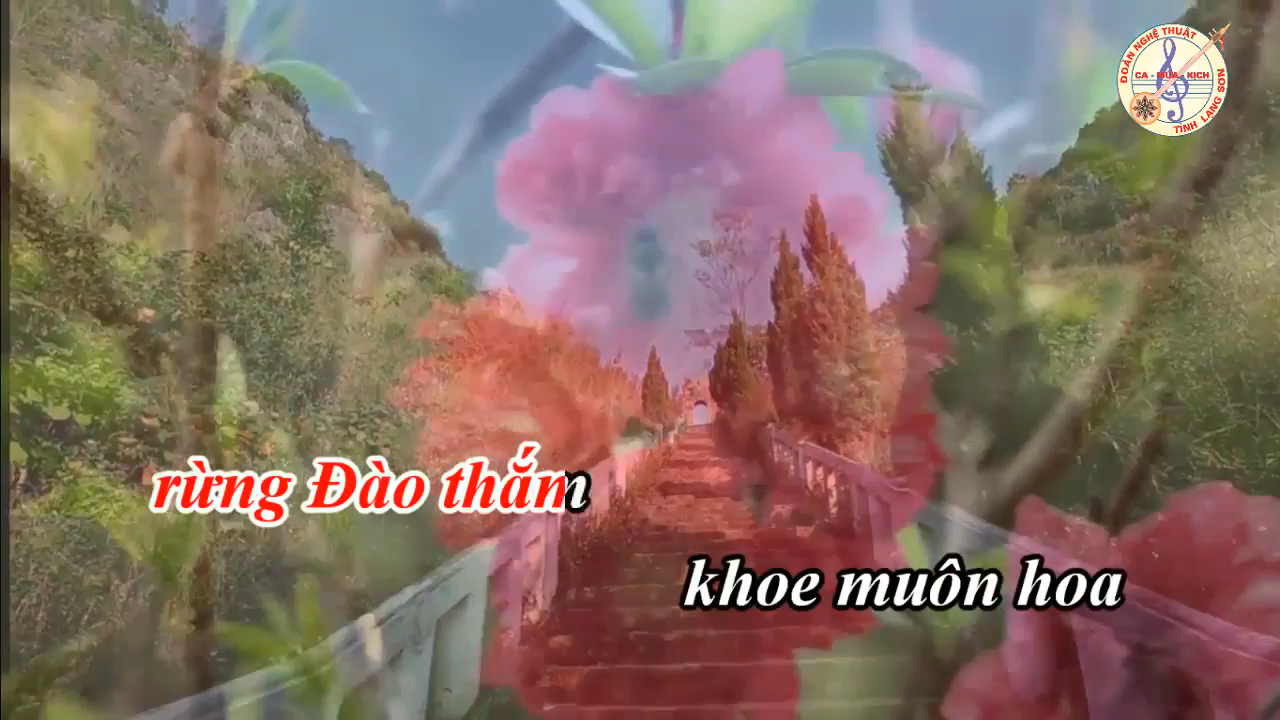 ĐOÀN NGHỆ THUẬT
CA - MÚA - KỊCH
TỈNH LẠNG SƠN
rừng Đào thắm
khoe muôn hoa